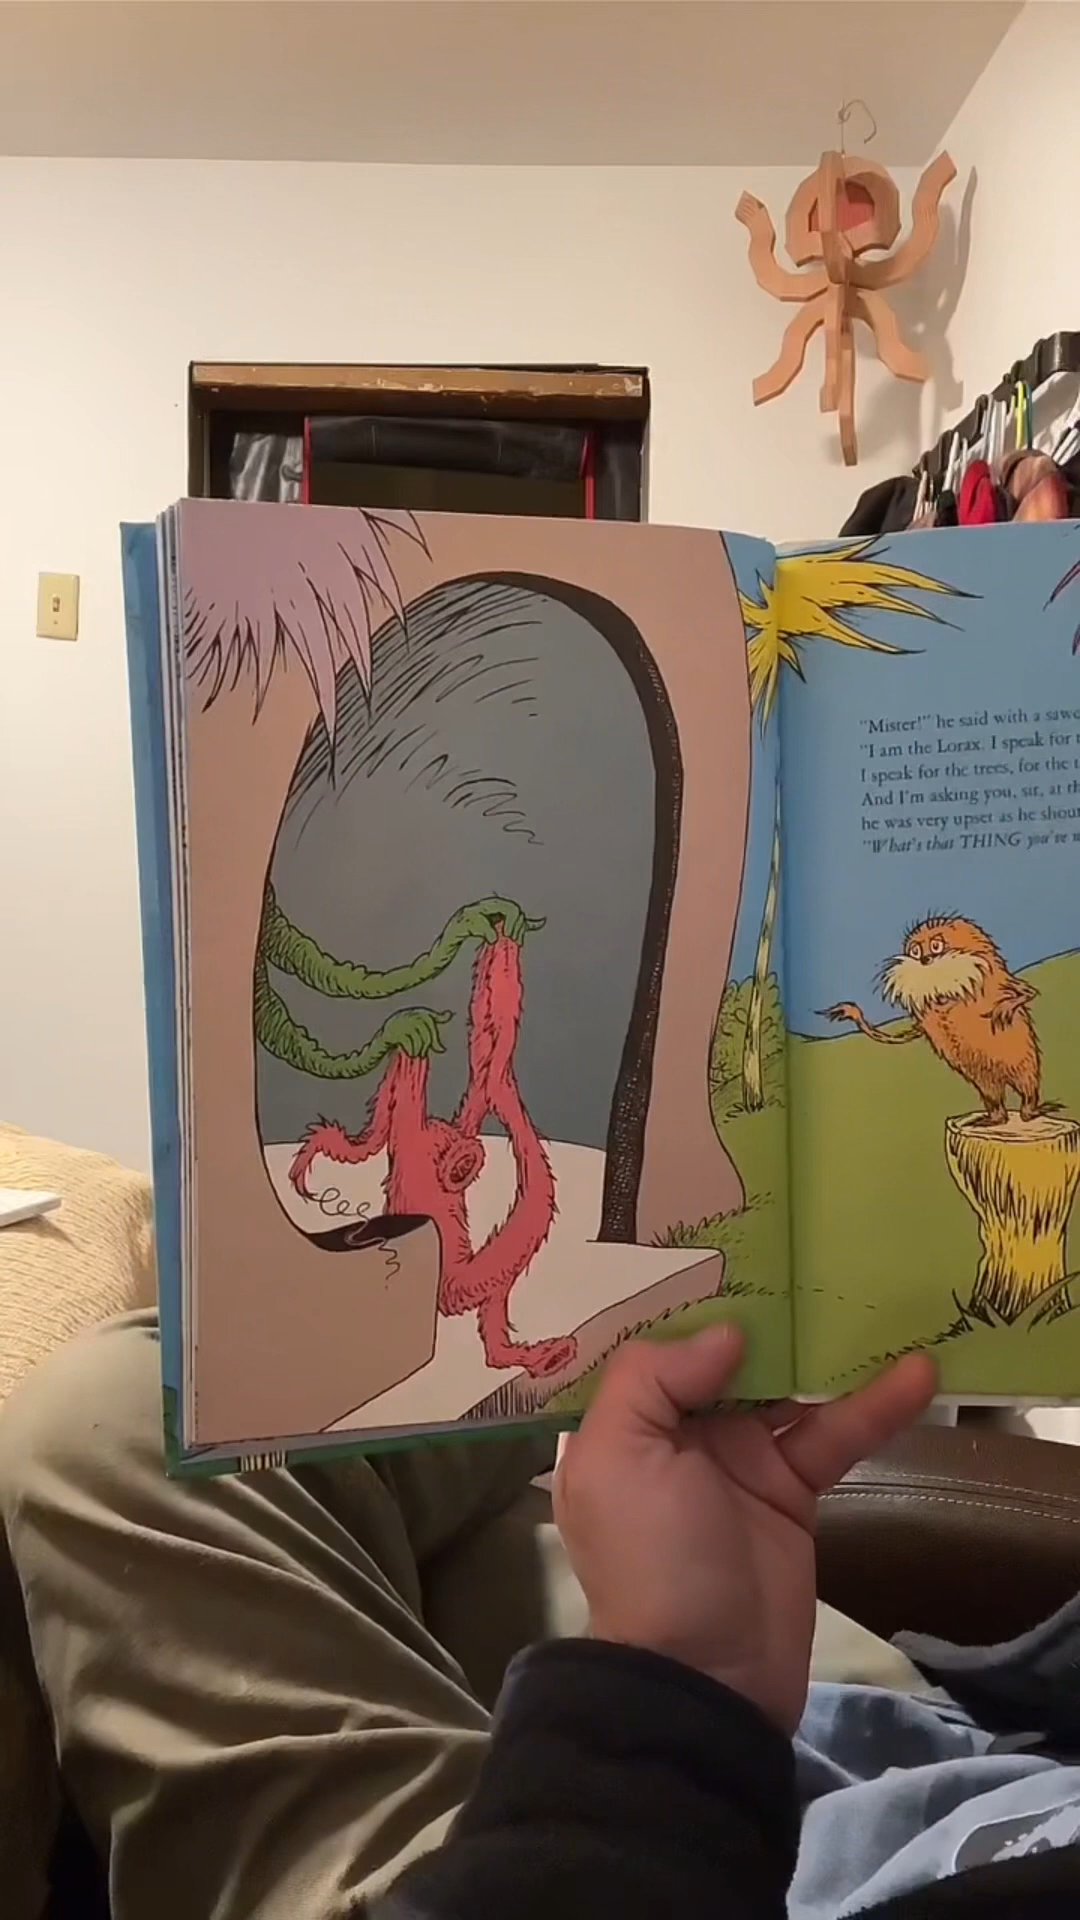 "Mister!" he said with a
"I am the Lorax. I speak for
I speak for the trees, for the
And I'm asking you, sir, at
he was very upset as he
"What's that THING you've